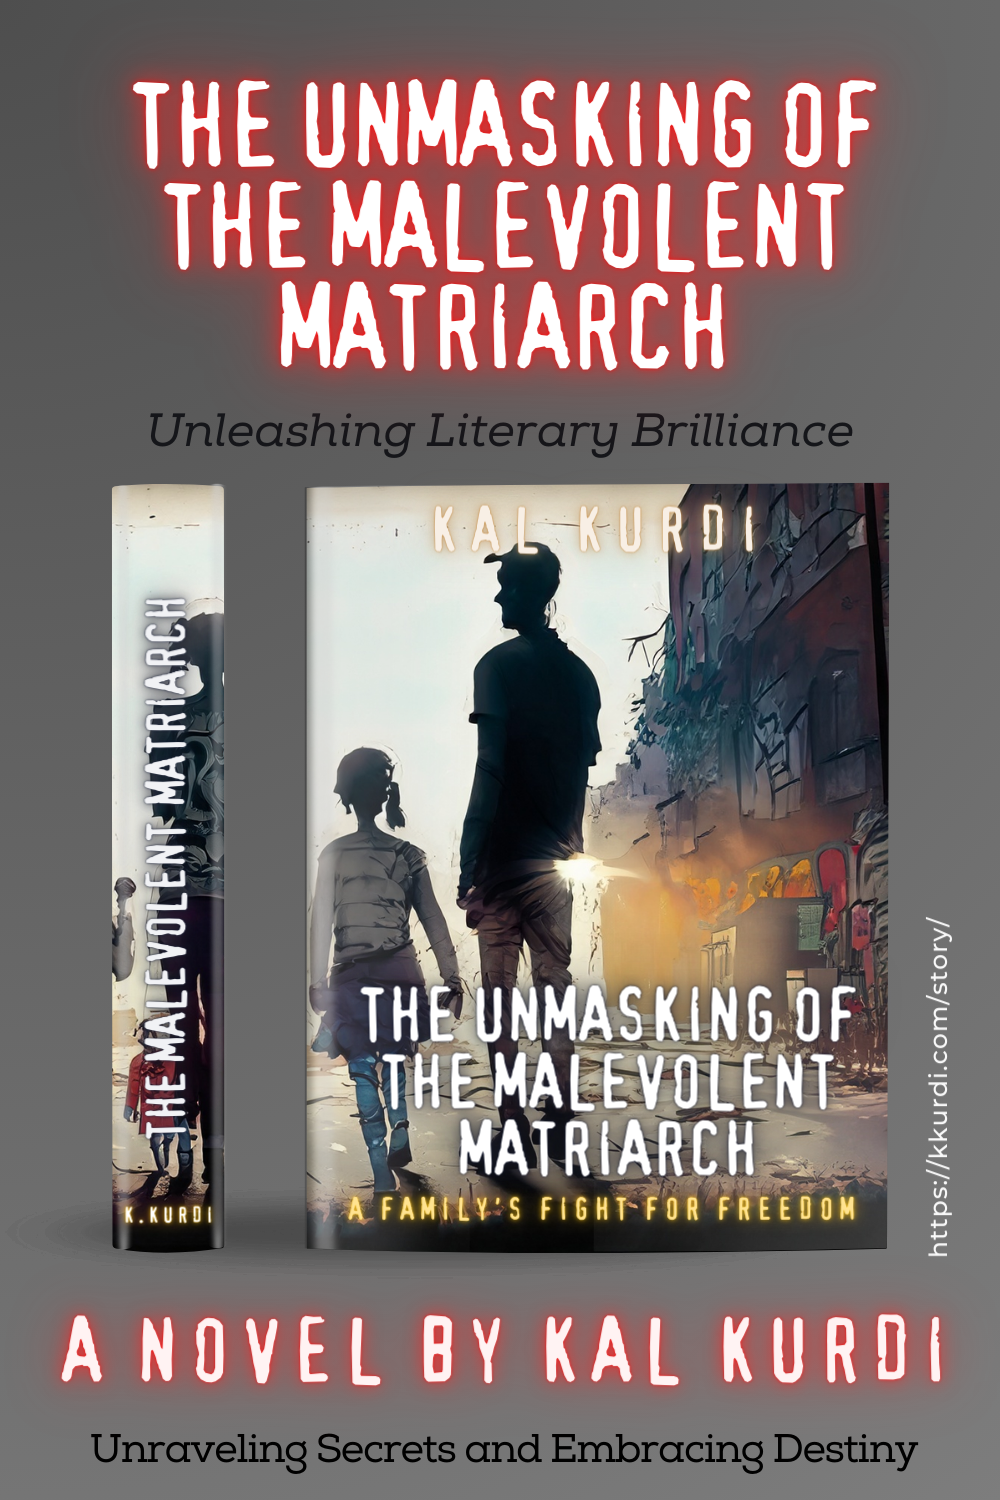 THE UNMASKING OF
THE MALEVOLENT
MATRIARCH
Unleashing Literary Brilliance
THE MALEVOLENT MATRIARCH
K.KURDI
KAL KURDI
THE UNMASKING OF
THE MALEVOLENT
MATRIARCH
A FAMILY'S FIGHT FOR FREEDOM
https://kkurdi.com/story/
A NOVEL BY KAL KURDI
Unraveling Secrets and Embracing Destiny